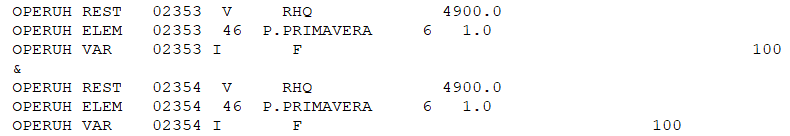 OPERUH REST   02353  V     RHQ             4900.0
OPERUH ELEM   02353  46  P.PRIMAVERA     6   1.0
OPERUH VAR    02353 I       F                                             100
&
OPERUH REST   02354  V     RHQ             4900.0
OPERUH ELEM   02354  46  P.PRIMAVERA     6   1.0
OPERUH VAR    02354 I       F                                   100